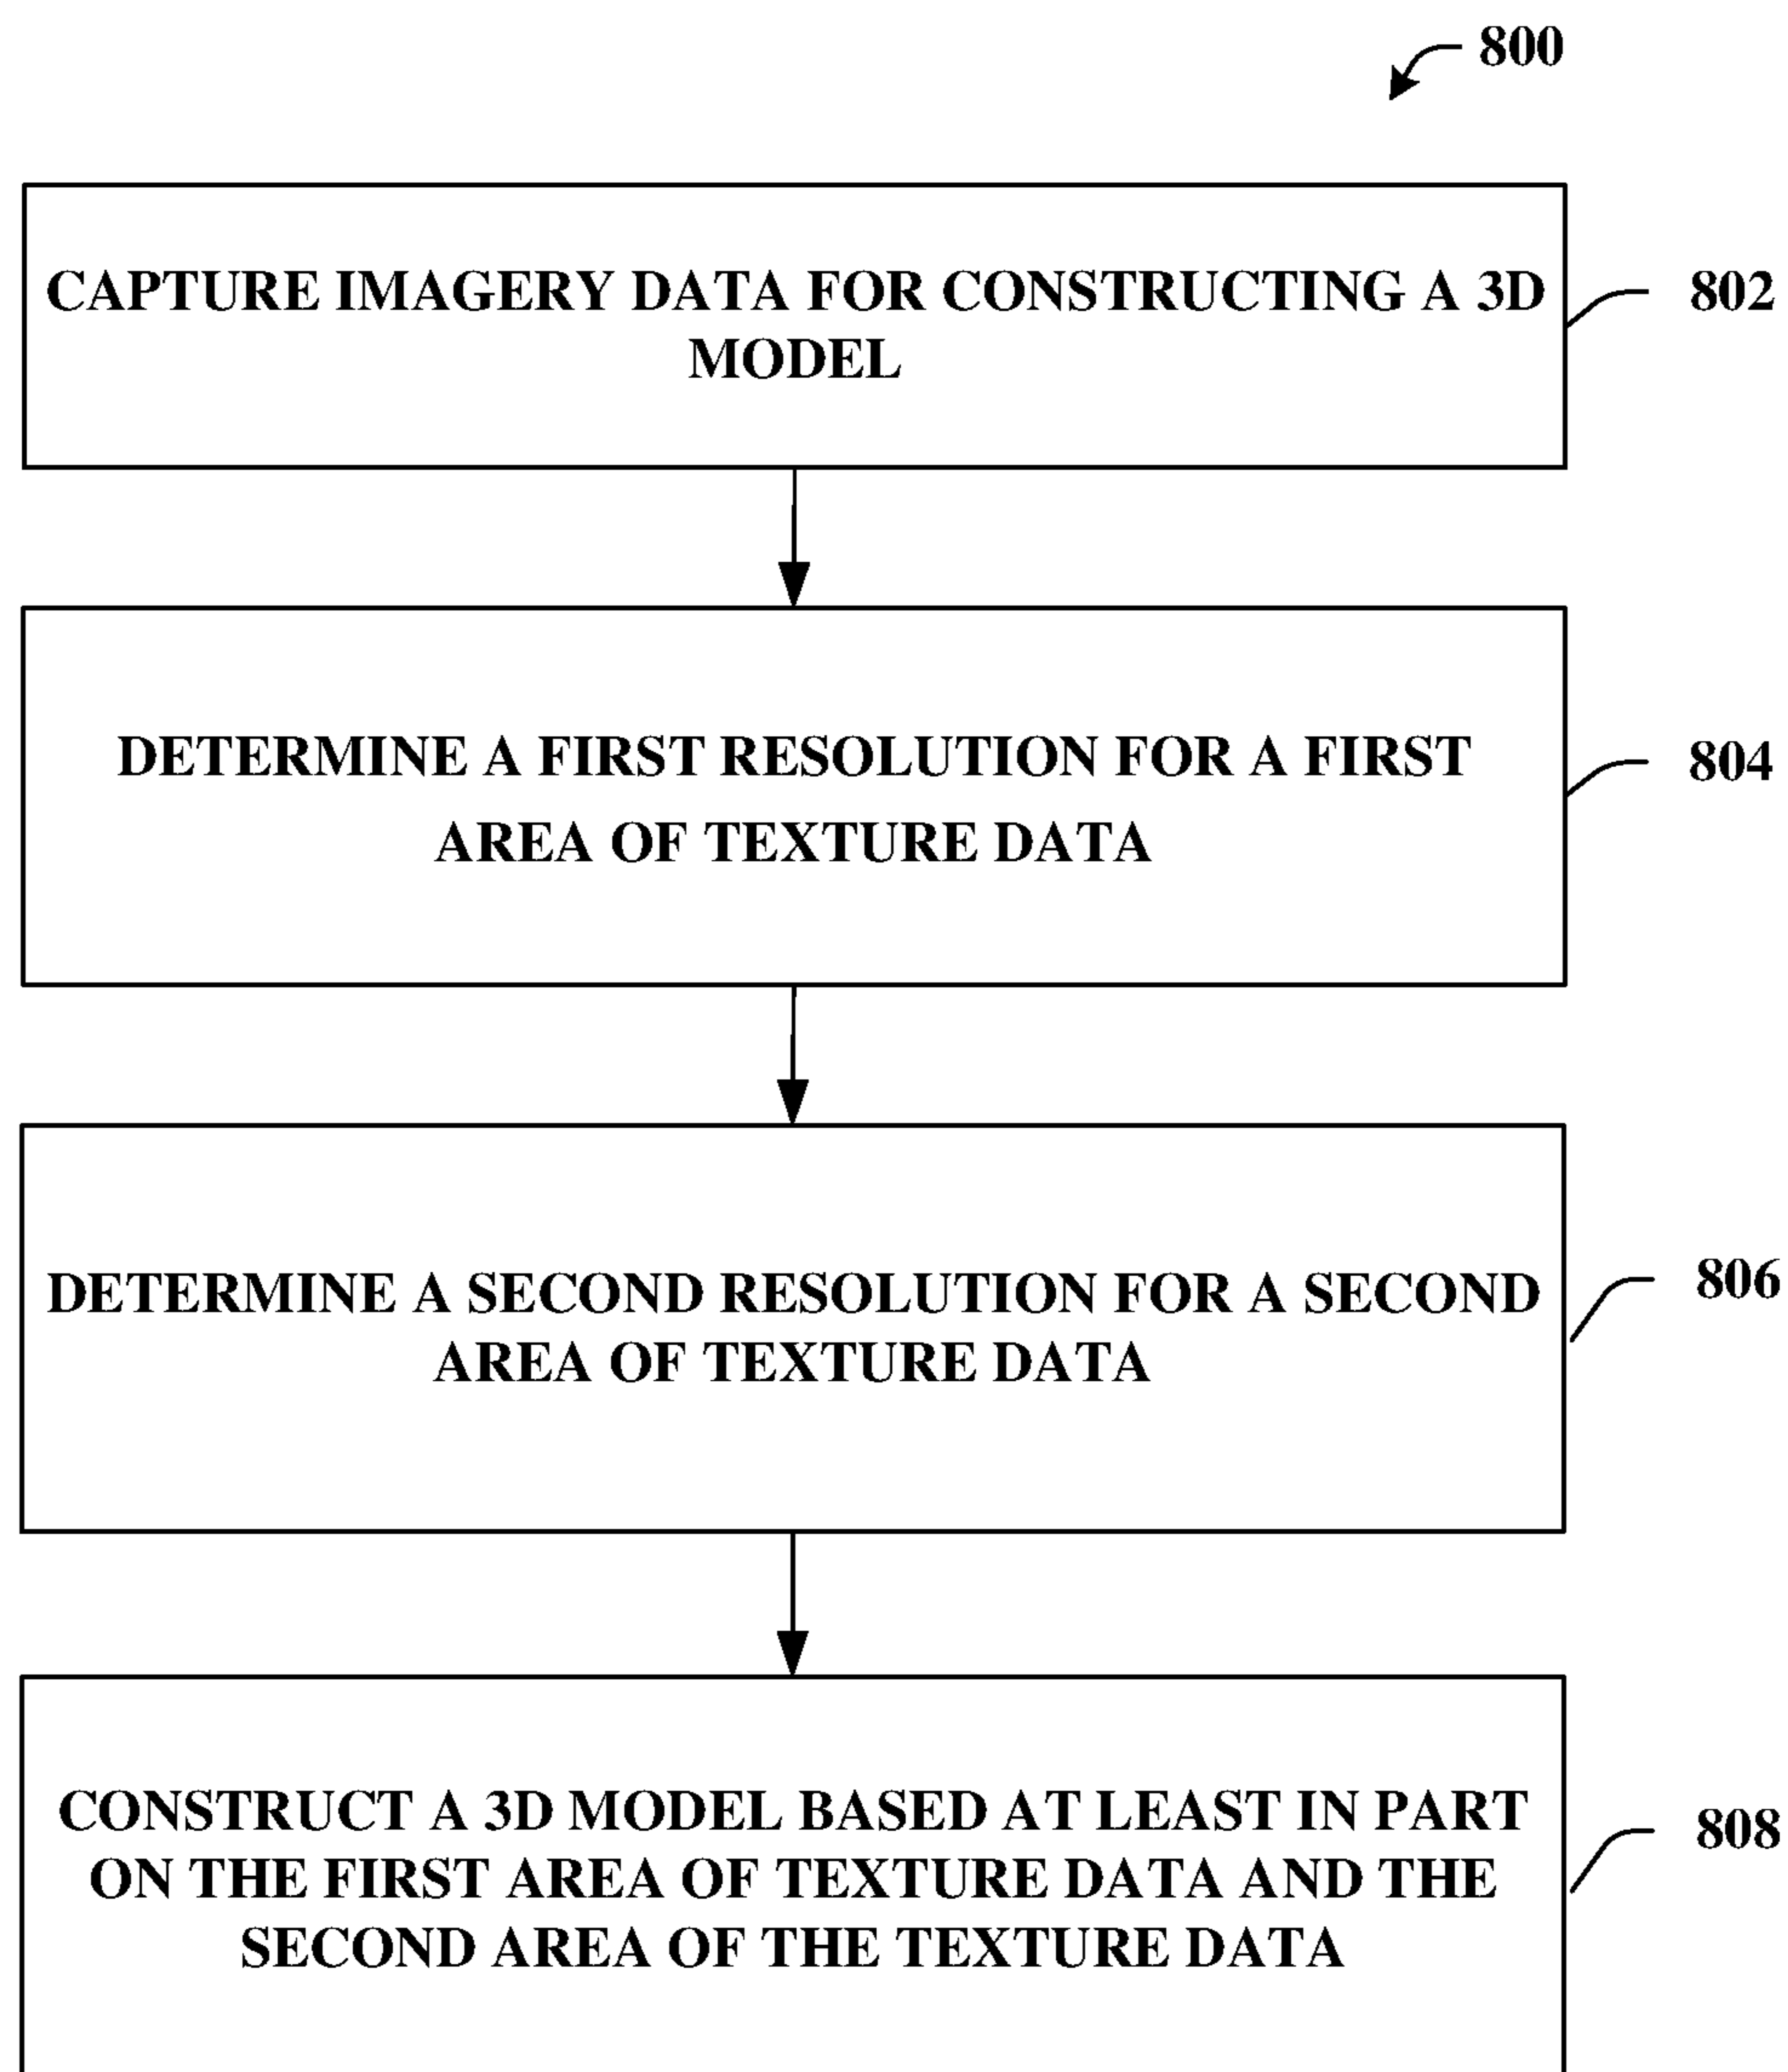 800
CAPTURE IMAGERY DATA FOR CONSTRUCTING A 3D
MODEL
802
DETERMINE A FIRST RESOLUTION FOR A FIRST
AREA OF TEXTURE DATA
804
DETERMINE A SECOND RESOLUTION FOR A SECOND
AREA OF TEXTURE DATA
806
CONSTRUCT A 3D MODEL BASED AT LEAST IN PART
ON THE FIRST AREA OF TEXTURE DATA AND THE
SECOND AREA OF THE TEXTURE DATA
808